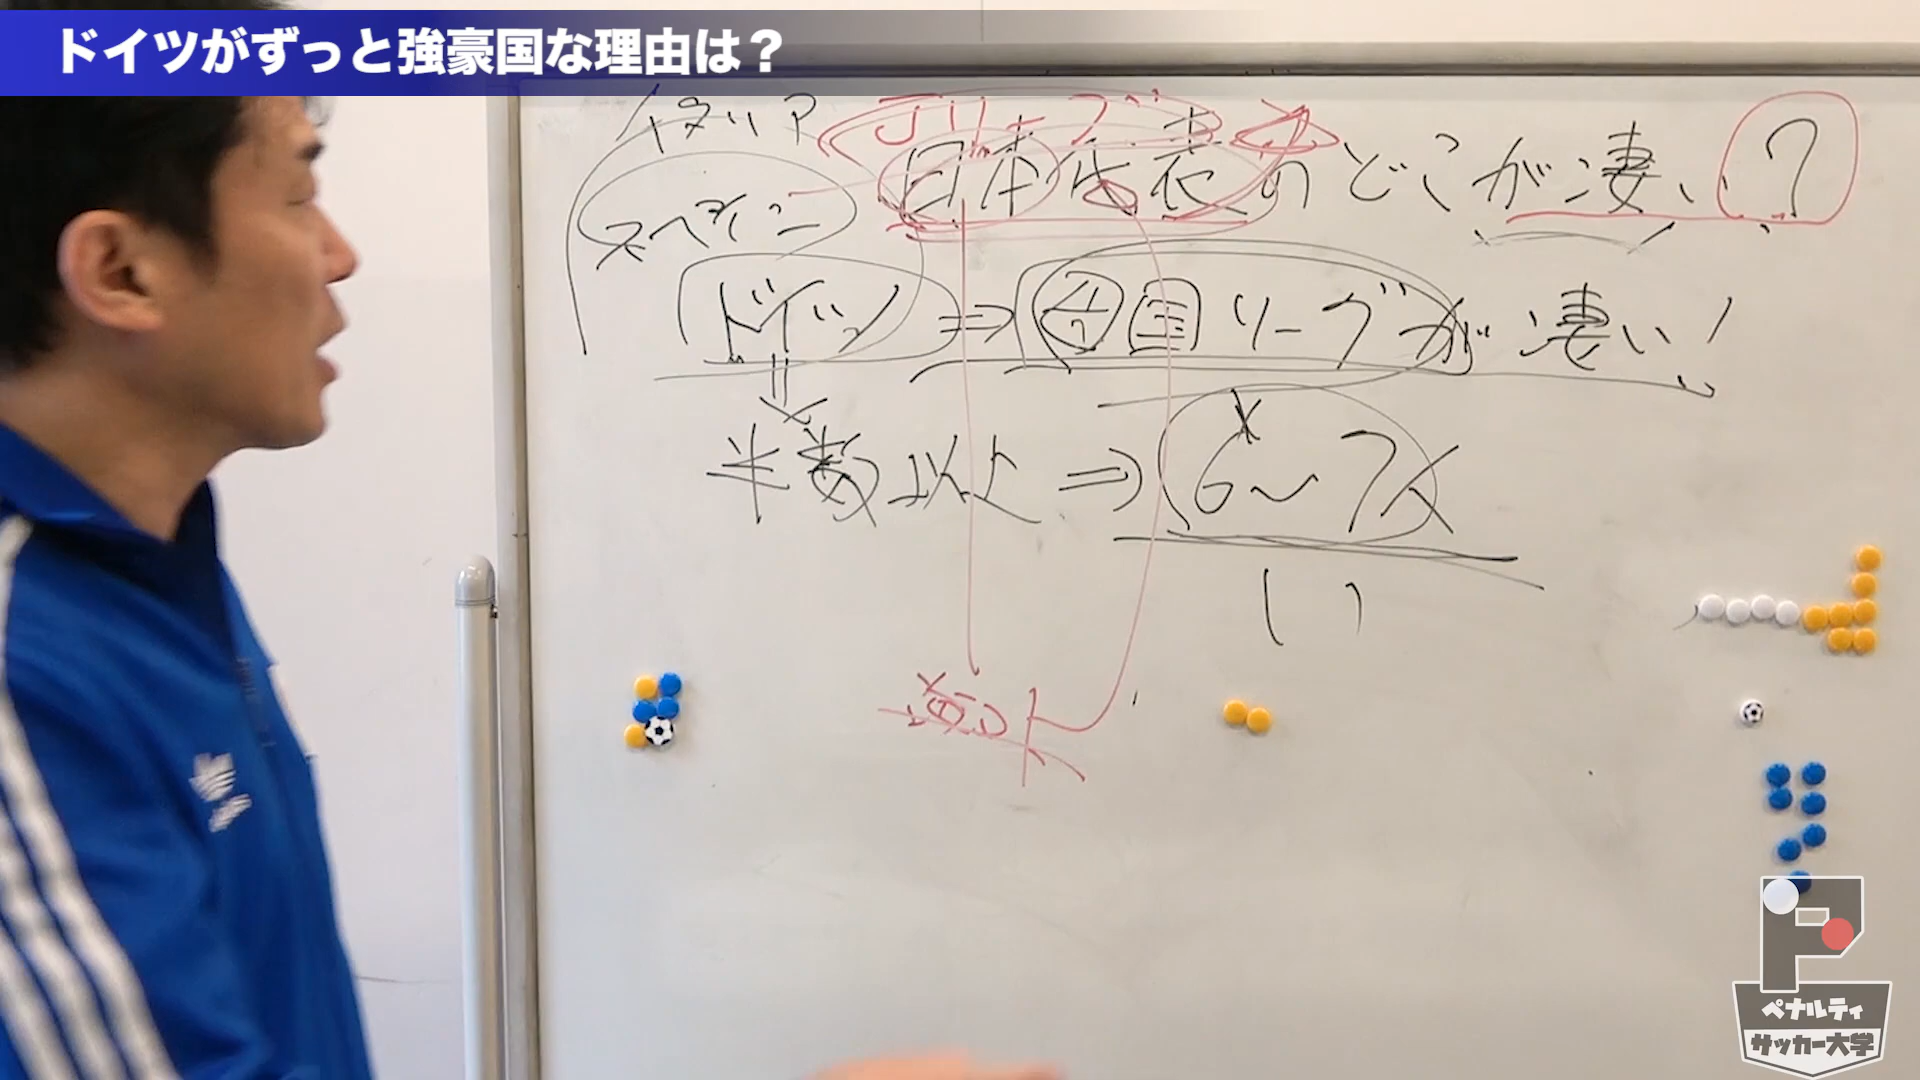 ドイツがずっと強豪国な理由は?
イタリア
スペイン
日本代表のどこが凄い?
ドイツ⇒全国リーグが凄い!
半数以上⇒6~7人
11
ペナルティ
サッカー大学